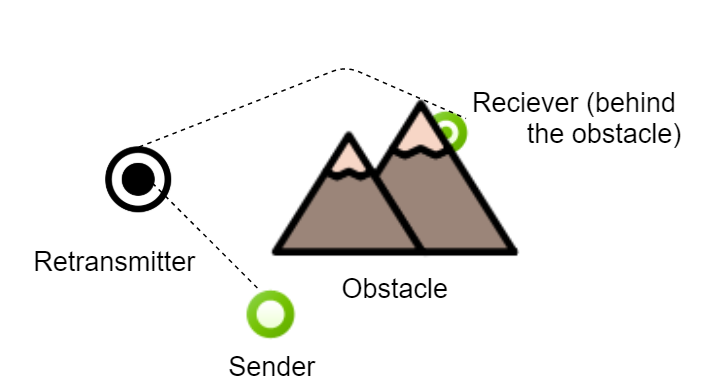 Reciever (behind
the obstacle)
Retransmitter
Obstacle
Sender